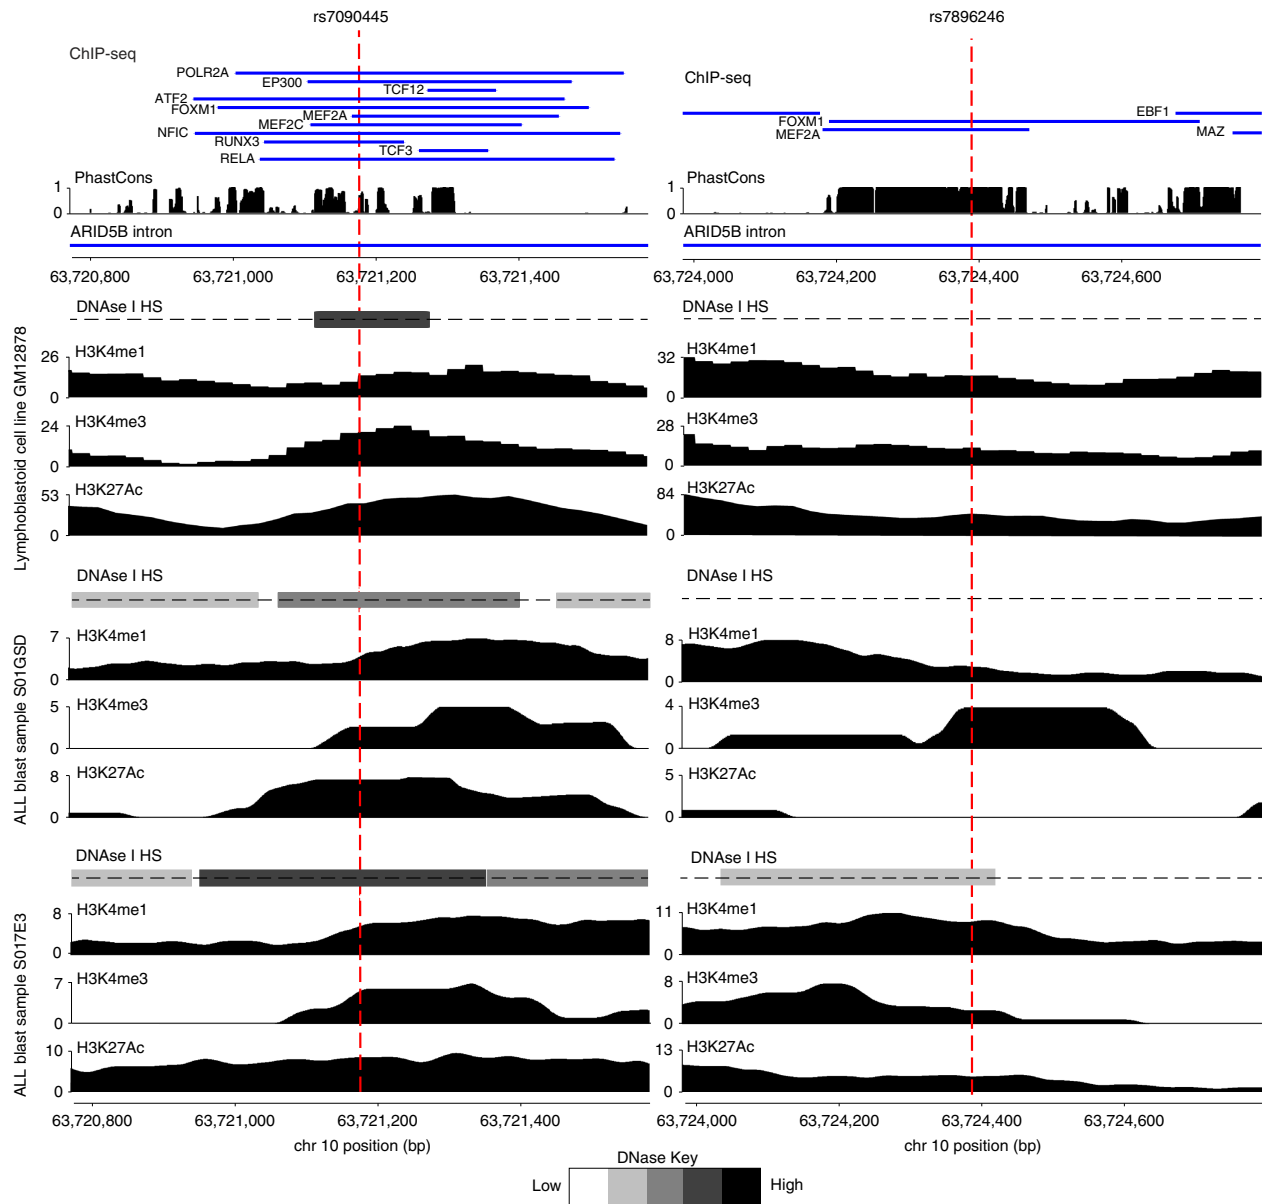 rs7090445
rs7896246
ChIP-seq
POLR2A
EP300
TCF12
ATF2
FOXM1
MEF2A
MEF2C
NFIC
RUNX3
TCF3
RELA
PhastCons
1
0
ARID5B intron
63,720,800 63,721,000 63,721,200 63,721,400
ChIP-seq
EBF1
FOXM1
MEF2A
MAZ
PhastCons
1
0
ARID5B intron
63,724,000 63,724,200 63,724,400 63,724,600
Lymphoblastoid cell line GM12878
DNAse I HS
H3K4me1
26
0
H3K4me3
24
0
H3K27Ac
53
0
DNAse I HS
H3K4me1
32
0
H3K4me3
28
0
H3K27Ac
84
0
ALL blast sample S01GSD
DNAse I HS
H3K4me1
7
0
H3K4me3
5
0
H3K27Ac
8
0
DNAse I HS
H3K4me1
8
0
H3K4me3
4
0
H3K27Ac
5
0
ALL blast sample S017E3
DNAse I HS
H3K4me1
8
0
H3K4me3
7
0
H3K27Ac
10
0
63,720,800 63,721,000 63,721,200 63,721,400
chr 10 position (bp)
DNAse I HS
H3K4me1
11
0
H3K4me3
8
0
H3K27Ac
13
0
63,724,000 63,724,200 63,724,400 63,724,600
chr 10 position (bp)
DNase Key
Low High